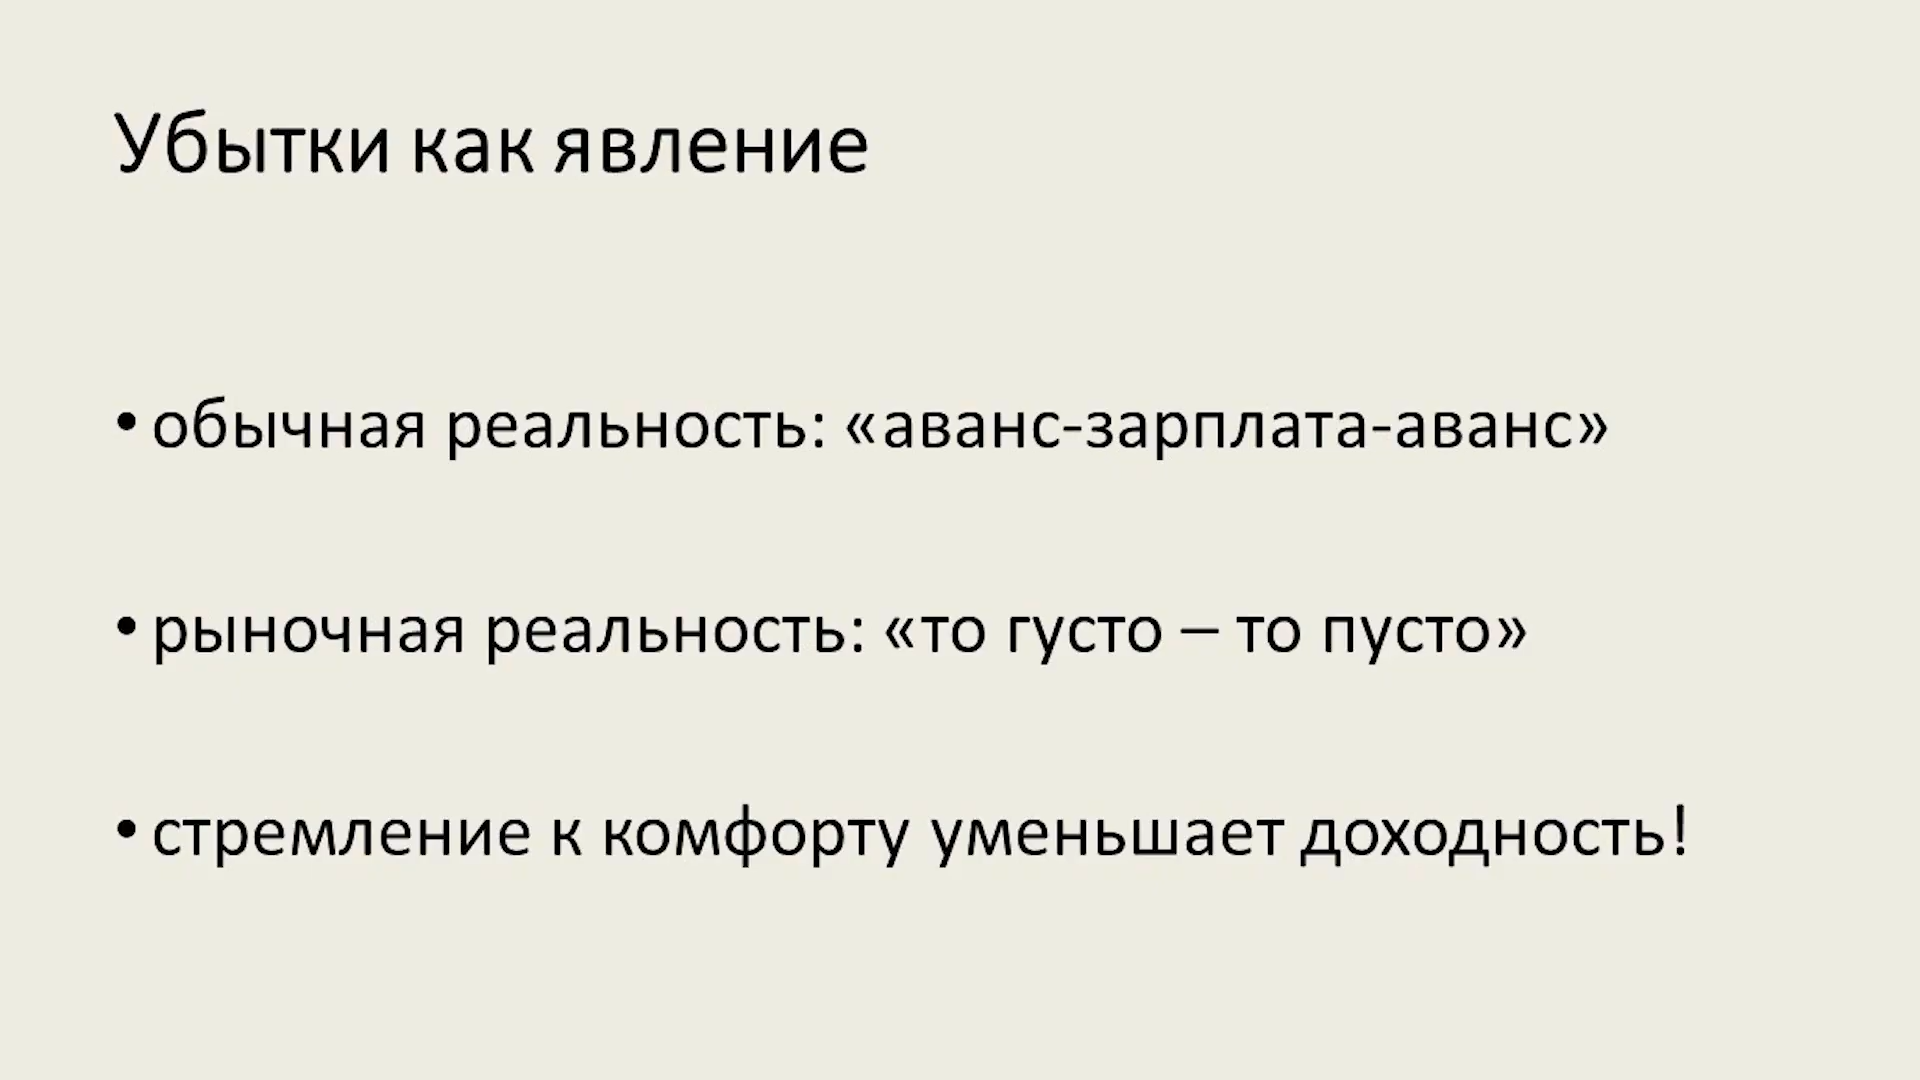 Убытки как явление
• обычная реальность: «аванс-зарплата-аванс»
• рыночная реальность: «то густо – то пусто»
• стремление к комфорту уменьшает доходность!